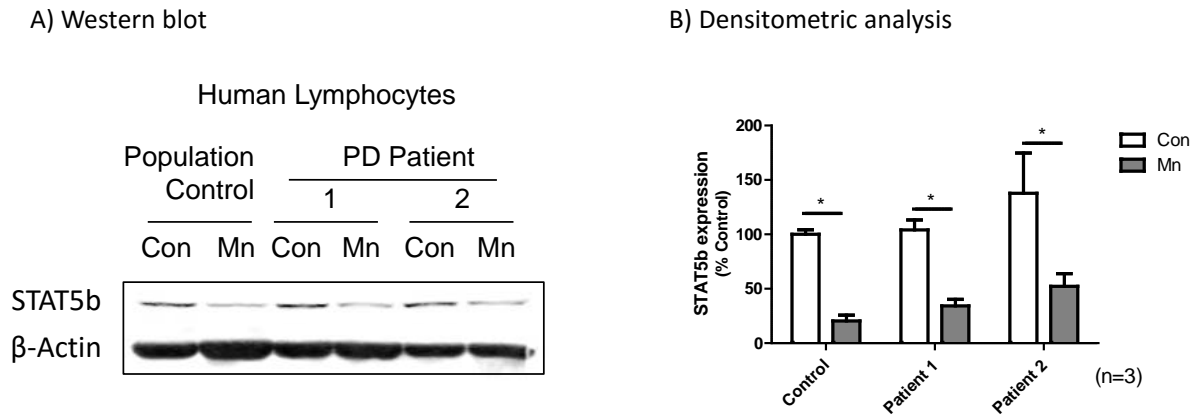 A) Western blot
Human Lymphocytes
Population
Control
PD Patient
1
2
Con Mn Con Mn Con Mn
STAT5b
β-Actin
B) Densitometric analysis
STAT5b expression
(% Control)
200
150
100
50
0
*
*
*
Control
Patient 1
Patient 2
Con
Mn
(n=3)